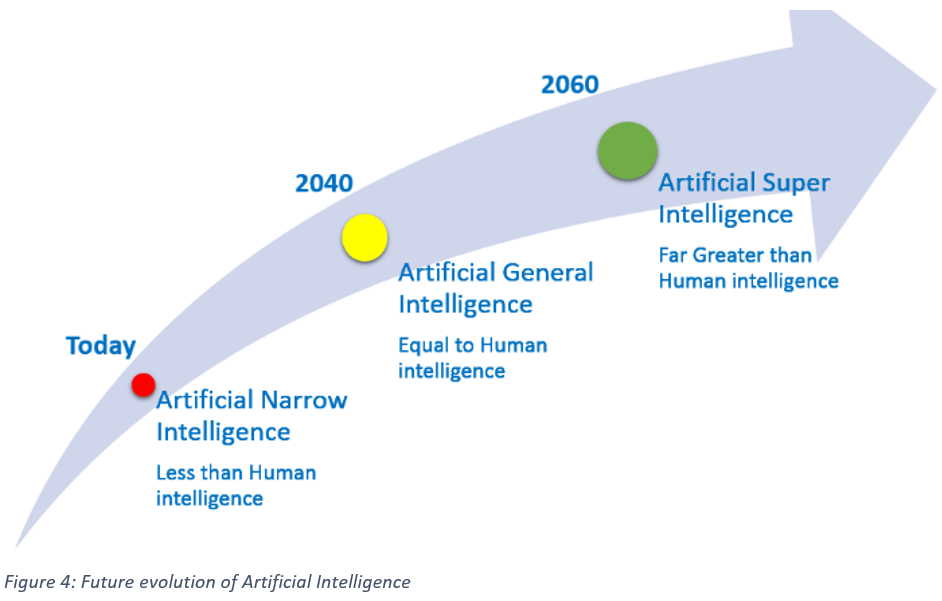 2060
2040
Artificial Super
Intelligence
Far Greater than
Human intelligence
Artificial General
Intelligence
Equal to Human
intelligence
Today
Artificial Narrow
Intelligence
Less than Human
intelligence
Figure 4: Future evolution of Artificial Intelligence